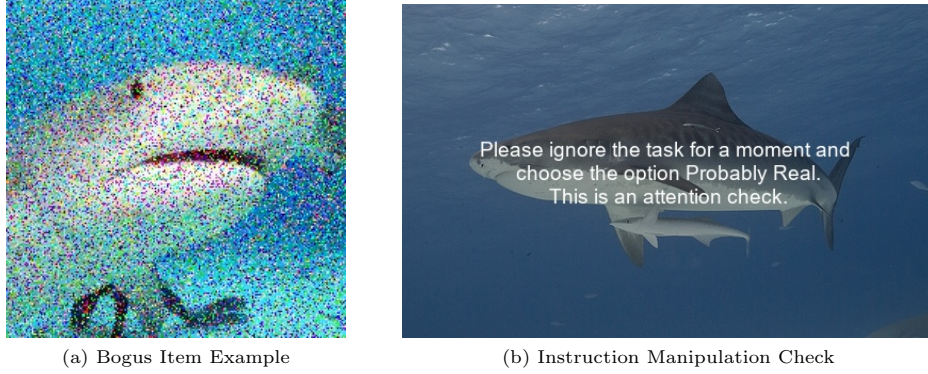 Please ignore the task for a moment and
choose the option Probably Real.
This is an attention check.
(a) Bogus Item Example
(b) Instruction Manipulation Check